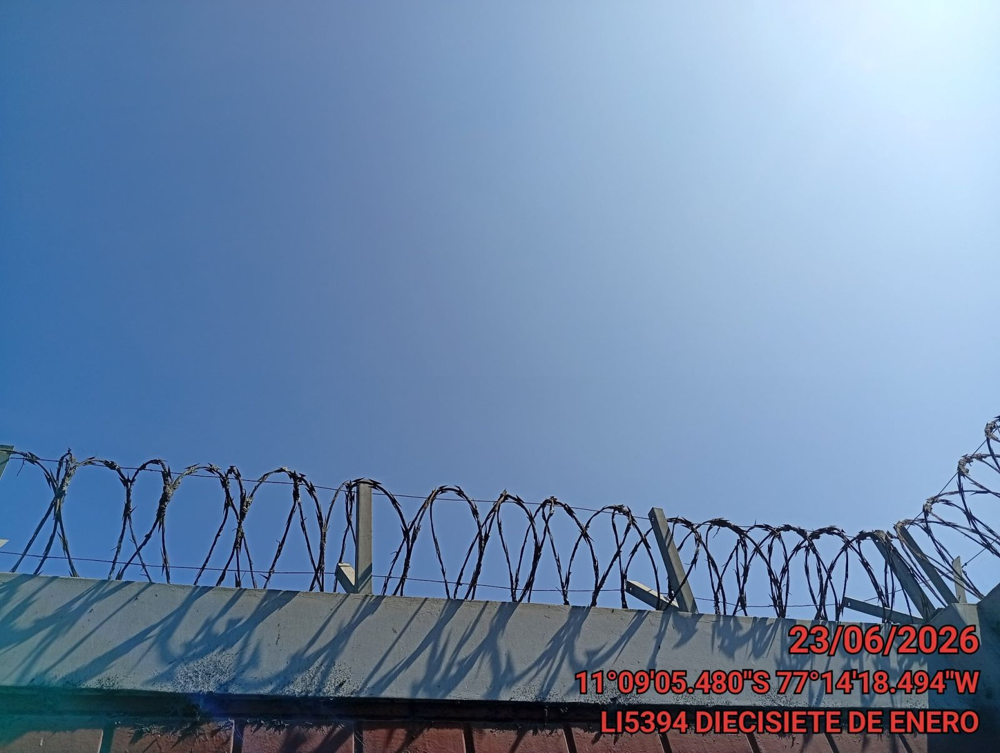 23/06/2026
11°09'05.480"S 77°14'18.494"W
LI5394 DIECISIETE DE ENERO